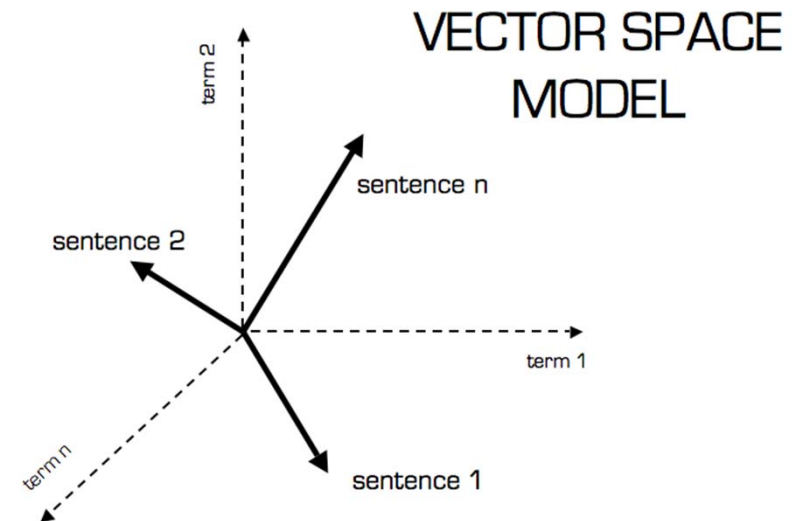 VECTOR SPACE
MODEL
term 2
sentence n
sentence 2
term 1
term n
sentence 1